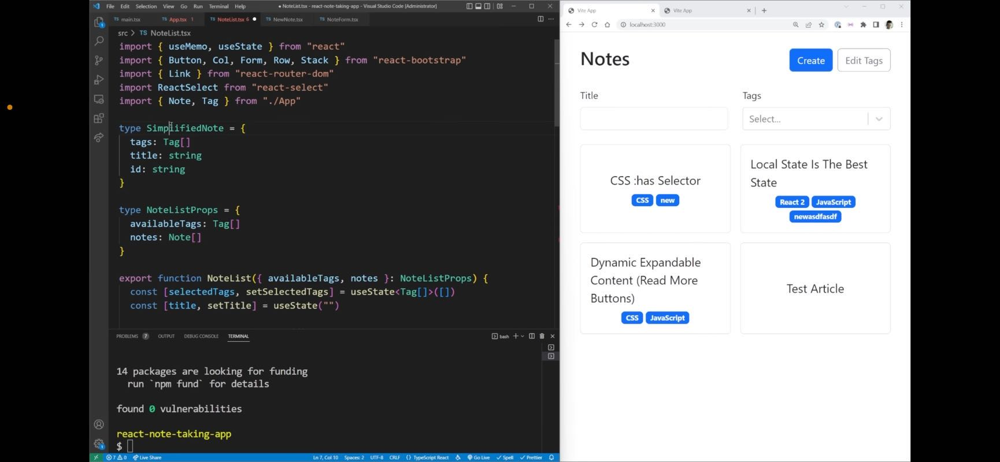 File Edit Selection View Go Run Terminal Help
● NoteList.tsx - react-note-taking-app - Visual Studio Code [Administrator]
TS main.tsx
TS App.tsx 1
TS NoteList.tsx 6 ●
TS NewNote.tsx
TS NoteForm.tsx
src > TS NoteList.tsx
import { useMemo, useState } from "react"
import { Button, Col, Form, Row, Stack } from "react-bootstrap"
import { Link } from "react-router-dom"
import ReactSelect from "react-select"
import { Note, Tag } from "./App"
type SimplifiedNote = {
tags: Tag[]
title: string
id: string
}
type NoteListProps = {
availableTags: Tag[]
notes: Note[]
}
export function NoteList({ availableTags, notes }: NoteListProps) {
const [selectedTags, setSelectedTags] = useState<Tag[]>([])
const [title, setTitle] = useState("")
PROBLEMS 7 OUTPUT DEBUG CONSOLE TERMINAL
bash
14 packages are looking for funding
run `npm fund` for details
found 0 vulnerabilities
react-note-taking-app
$
1
1
7 0 Live Share
Ln 7, Col 10 Spaces: 2 UTF-8 CRLF {} TypeScript React Go Live Spell Prettier
Vite App
Vite App
localhost:3000
Notes
Create
Edit Tags
Title
Tags
Select...
CSS :has Selector
CSS new
Local State Is The Best
State
React 2 JavaScript
newasdfasdf
Dynamic Expandable
Content (Read More
Buttons)
CSS JavaScript
Test Article